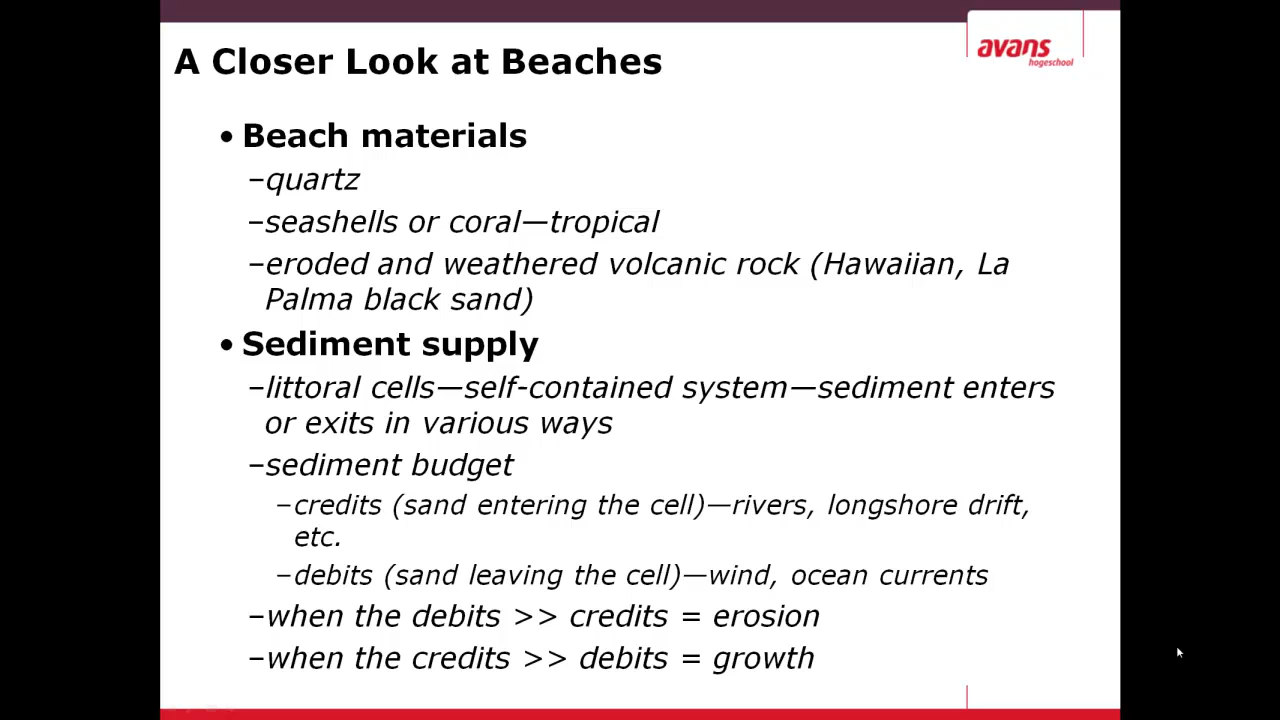 avans
hogeschool
A Closer Look at Beaches
• Beach materials
–quartz
–seashells or coral—tropical
–eroded and weathered volcanic rock (Hawaiian, La
Palma black sand)
• Sediment supply
–littoral cells—self-contained system—sediment enters
or exits in various ways
–sediment budget
–credits (sand entering the cell)—rivers, longshore drift,
etc.
–debits (sand leaving the cell)—wind, ocean currents
–when the debits >> credits = erosion
–when the credits >> debits = growth